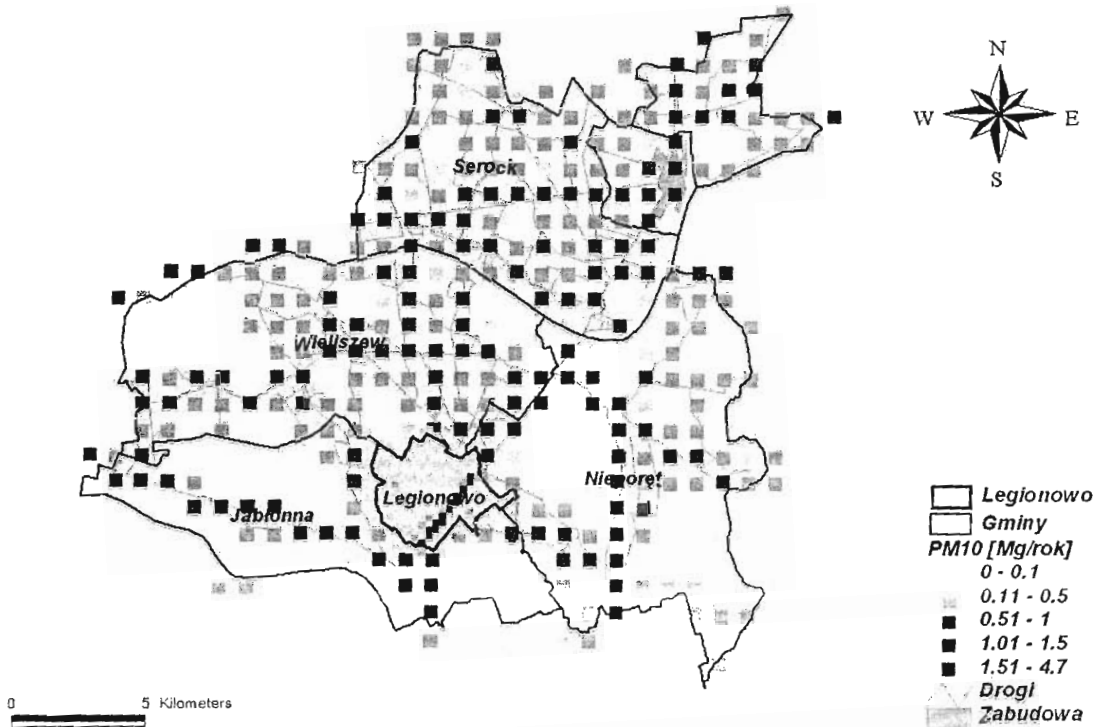 N
W E
S
Serock
Wieliszew
Nieporęt
Legionowo
Jabłonna
Legionowo
Gminy
PM10 [Mg/rok]
0 - 0.1
0.11 - 0.5
0.51 - 1
1.01 - 1.5
1.51 - 4.7
Drogi
Zabudowa
0 5 Kilometers